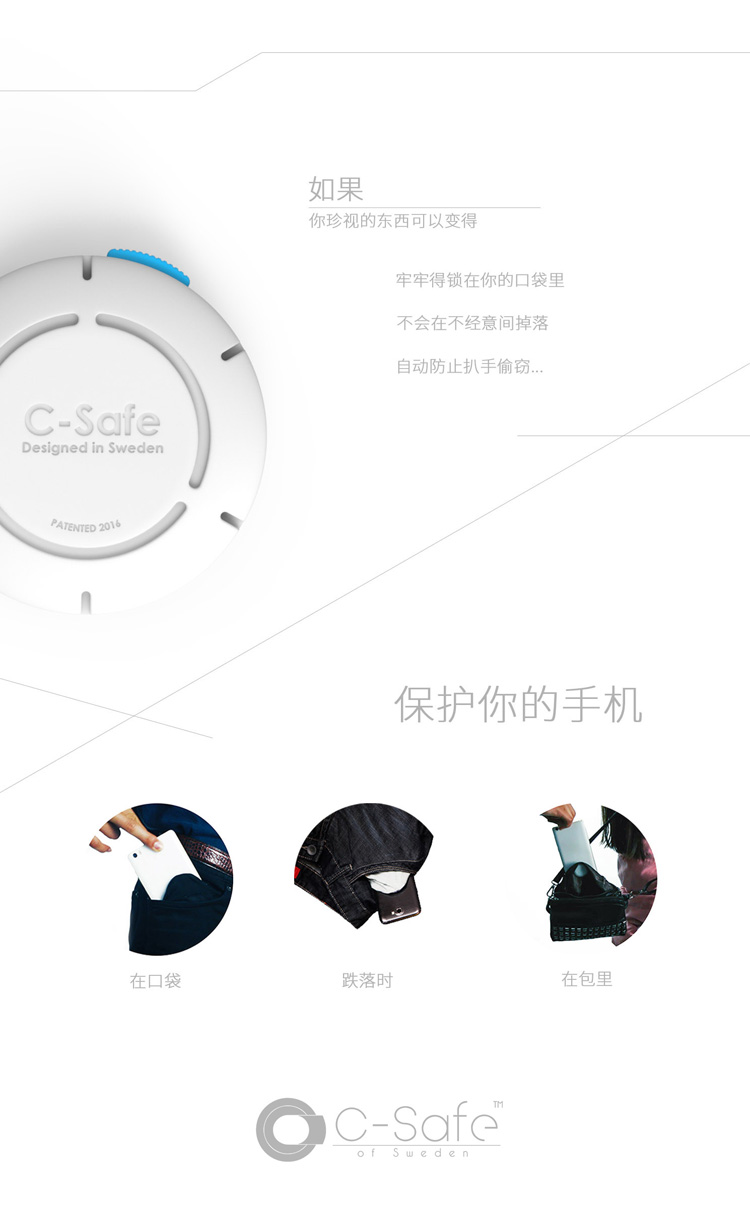 如果
你珍视的东西可以变得
牢牢得锁在你的口袋里
不会在不经意间掉落
自动防止扒手偷窃...
C-Safe
Designed in Sweden
PATENTED 2016
保护你的手机
在口袋
跌落时
在包里
C-Safe™
of Sweden